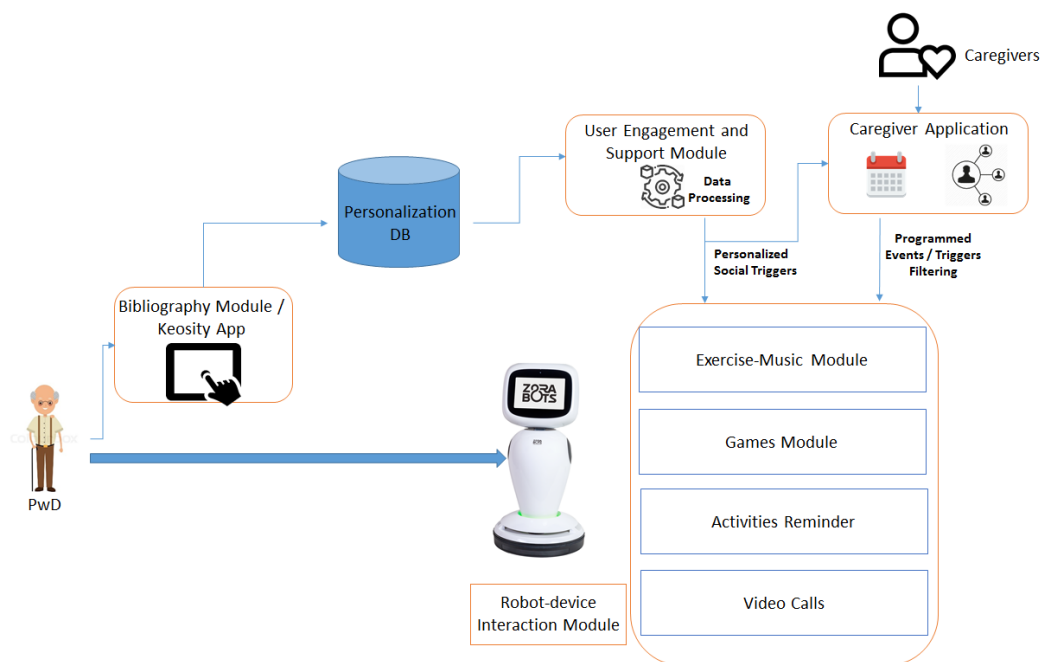 Caregivers
User Engagement and
Support Module
Data
Processing
Caregiver Application
Personalization
DB
Personalized
Social Triggers
Programmed
Events / Triggers
Filtering
Bibliography Module /
Keosity App
ZORA
BOTS
Exercise-Music Module
Games Module
Activities Reminder
Video Calls
PwD
Robot-device
Interaction Module